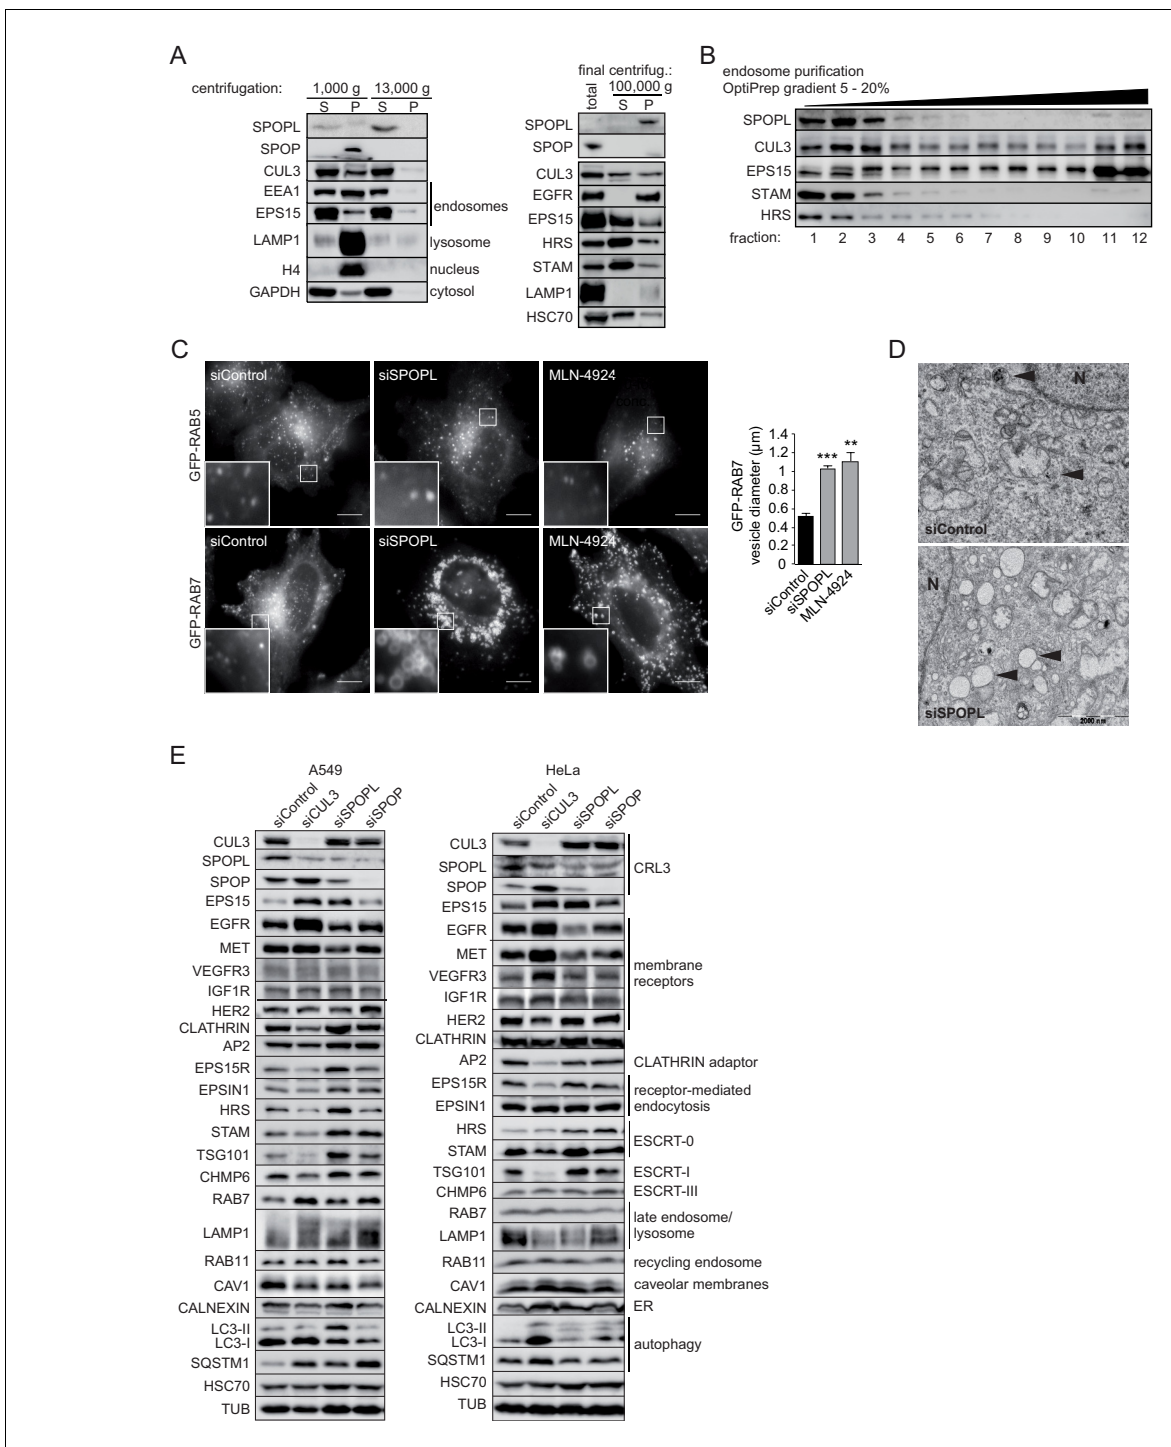 A
centrifugation:
1,000 g
13,000 g
S P S P
SPOPL
SPOP
CUL3
EEA1
EPS15
endosomes
LAMP1
lysosome
H4
nucleus
GAPDH
cytosol
final centrifug.:
total
100,000 g
S P
SPOPL
SPOP
CUL3
EGFR
EPS15
HRS
STAM
LAMP1
HSC70
B
endosome purification
OptiPrep gradient 5 - 20%
SPOPL
CUL3
EPS15
STAM
HRS
fraction: 1 2 3 4 5 6 7 8 9 10 11 12
C
GFP-RAB5
siControl
siSPOPL
MLN-4924
GFP-RAB7
siControl
siSPOPL
MLN-4924
GFP-RAB7
vesicle diameter (µm)
1.4
1.2
1
0.8
0.6
0.4
0.2
0
***
**
siControl
siSPOPL
MLN-4924
D
N
siControl
N
siSPOPL
2000 nm
E
A549
siControl
siCUL3
siSPOPL
siSPOP
CUL3
SPOPL
SPOP
EPS15
EGFR
MET
VEGFR3
IGF1R
HER2
CLATHRIN
AP2
EPS15R
EPSIN1
HRS
STAM
TSG101
CHMP6
RAB7
LAMP1
RAB11
CAV1
CALNEXIN
LC3-II
LC3-I
SQSTM1
HSC70
TUB
HeLa
siControl
siCUL3
siSPOPL
siSPOP
CUL3
SPOPL
CRL3
SPOP
EPS15
EGFR
MET
membrane
receptors
VEGFR3
IGF1R
HER2
CLATHRIN
AP2
CLATHRIN adaptor
EPS15R
receptor-mediated
endocytosis
EPSIN1
HRS
ESCRT-0
STAM
TSG101
ESCRT-I
CHMP6
ESCRT-III
RAB7
late endosome/
lysosome
LAMP1
RAB11
recycling endosome
CAV1
caveolar membranes
CALNEXIN
ER
LC3-II
LC3-I
autophagy
SQSTM1
HSC70
TUB